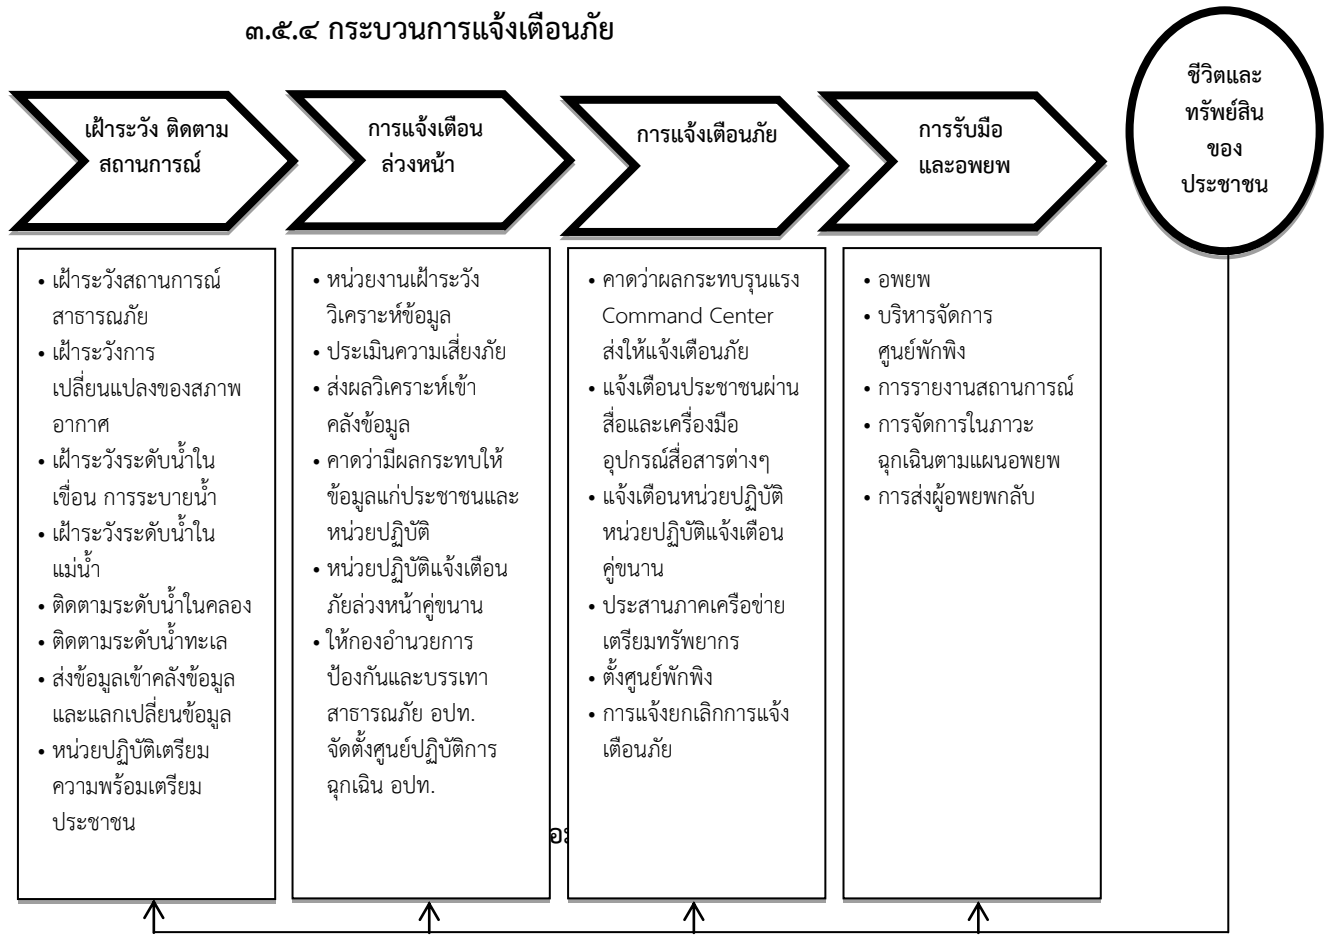 ๓.๕.๔ กระบวนการแจ้งเตือนภัย
เฝ้าระวัง ติดตาม
สถานการณ์
การแจ้งเตือน
ล่วงหน้า
การแจ้งเตือนภัย
การรับมือ
และอพยพ
ชีวิตและ
ทรัพย์สิน
ของ
ประชาชน
• เฝ้าระวังสถานการณ์
สาธารณภัย
• เฝ้าระวังการ
เปลี่ยนแปลงของสภาพ
อากาศ
• เฝ้าระวังระดับน้ำใน
เขื่อน การระบายน้ำ
• เฝ้าระวังระดับน้ำใน
แม่น้ำ
• ติดตามระดับน้ำในคลอง
• ติดตามระดับน้ำทะเล
• ส่งข้อมูลเข้าคลังข้อมูล
และแลกเปลี่ยนข้อมูล
• หน่วยปฏิบัติเตรียม
ความพร้อมเตรียม
ประชาชน
• หน่วยงานเฝ้าระวัง
วิเคราะห์ข้อมูล
• ประเมินความเสี่ยงภัย
• ส่งผลวิเคราะห์เข้า
คลังข้อมูล
• คาดว่ามีผลกระทบให้
ข้อมูลแก่ประชาชนและ
หน่วยปฏิบัติ
• หน่วยปฏิบัติแจ้งเตือน
ภัยล่วงหน้าคู่ขนาน
• ให้กองอำนวยการ
ป้องกันและบรรเทา
สาธารณภัย อปท.
จัดตั้งศูนย์ปฏิบัติการ
ฉุกเฉิน อปท.
• คาดว่าผลกระทบรุนแรง
Command Center
ส่งให้แจ้งเตือนภัย
• แจ้งเตือนประชาชนผ่าน
สื่อและเครื่องมือ
อุปกรณ์สื่อสารต่างๆ
• แจ้งเตือนหน่วยปฏิบัติ
หน่วยปฏิบัติแจ้งเตือน
คู่ขนาน
• ประสานภาคเครือข่าย
เตรียมทรัพยากร
• ตั้งศูนย์พักพิง
• การแจ้งยกเลิกการแจ้ง
เตือนภัย
• อพยพ
• บริหารจัดการ
ศูนย์พักพิง
• การรายงานสถานการณ์
• การจัดการในภาวะ
ฉุกเฉินตามแผนอพยพ
• การส่งผู้อพยพกลับ